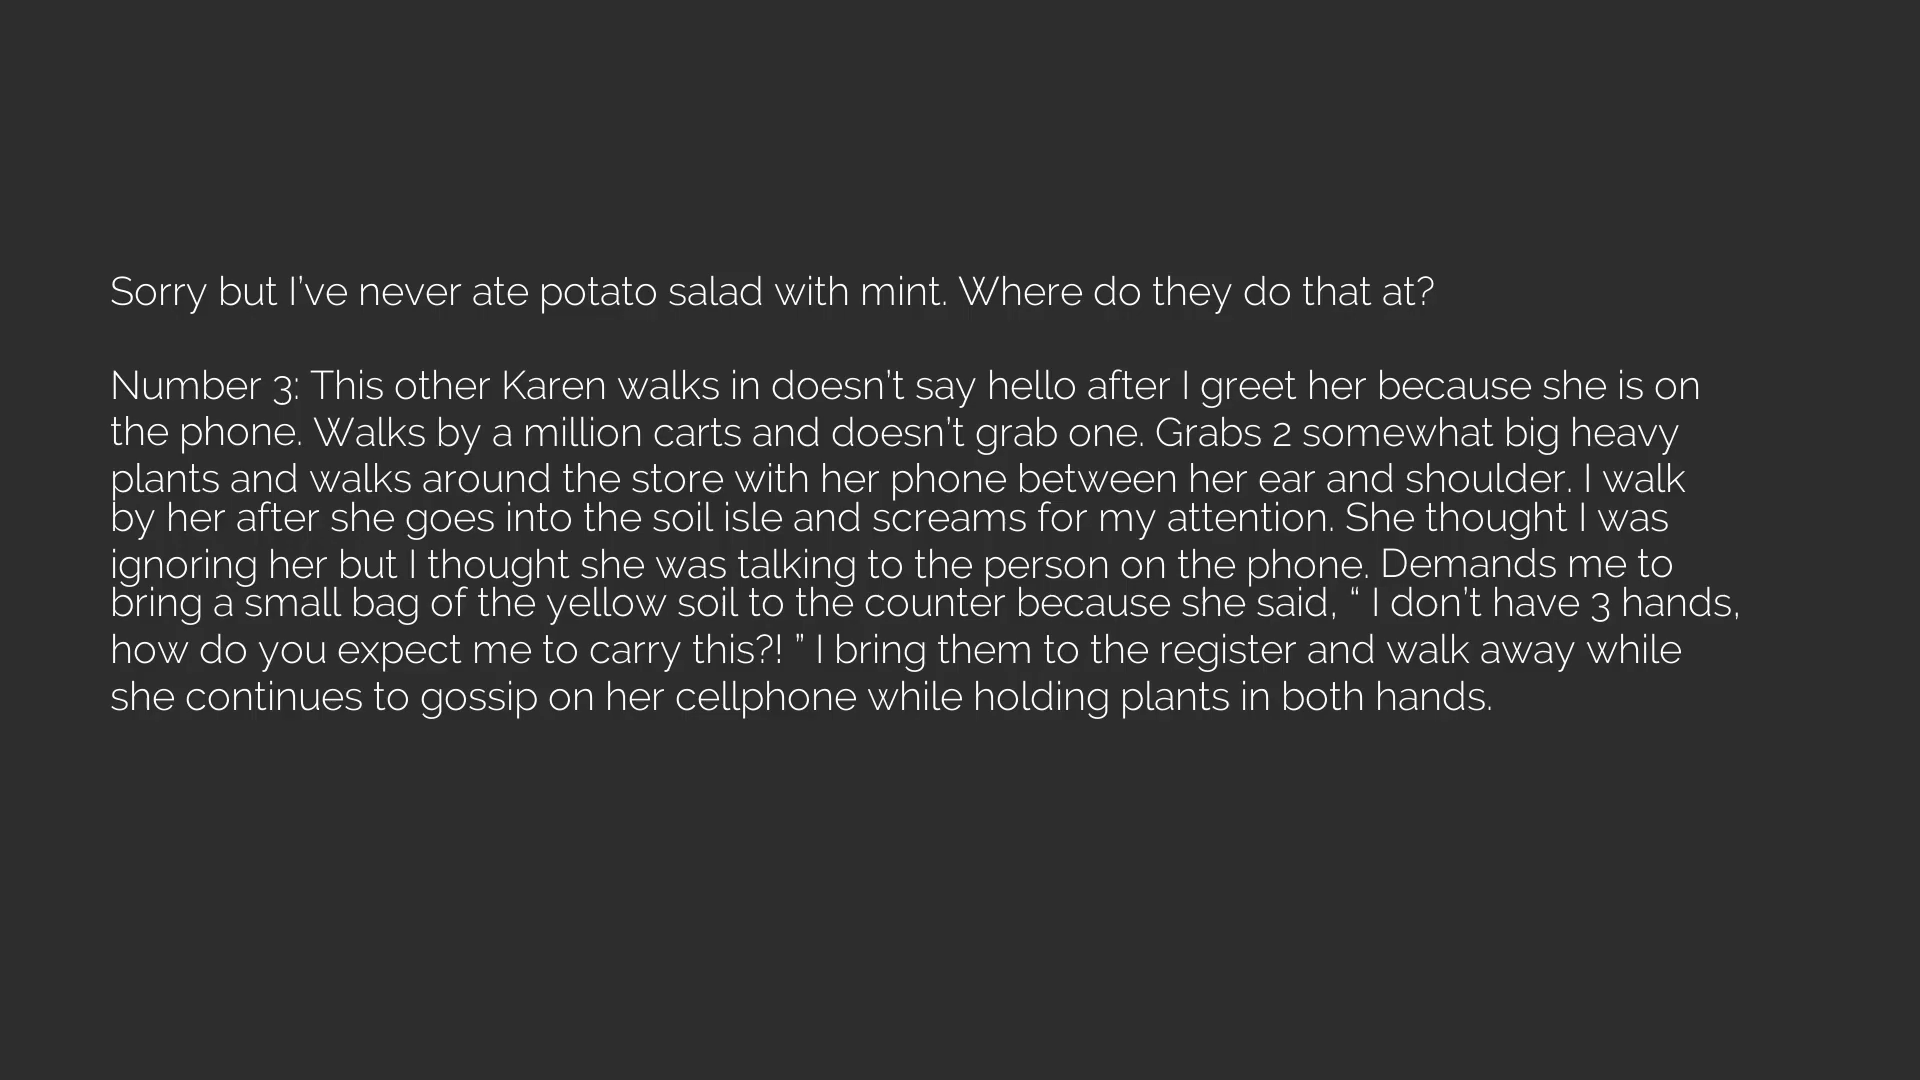 Sorry but I’ve never ate potato salad with mint. Where do they do that at?
Number 3: This other Karen walks in doesn’t say hello after I greet her because she is on
the phone. Walks by a million carts and doesn’t grab one. Grabs 2 somewhat big heavy
plants and walks around the store with her phone between her ear and shoulder. I walk
by her after she goes into the soil isle and screams for my attention. She thought I was
ignoring her but I thought she was talking to the person on the phone. Demands me to
bring a small bag of the yellow soil to the counter because she said, “ I don’t have 3 hands,
how do you expect me to carry this?! ” I bring them to the register and walk away while
she continues to gossip on her cellphone while holding plants in both hands.